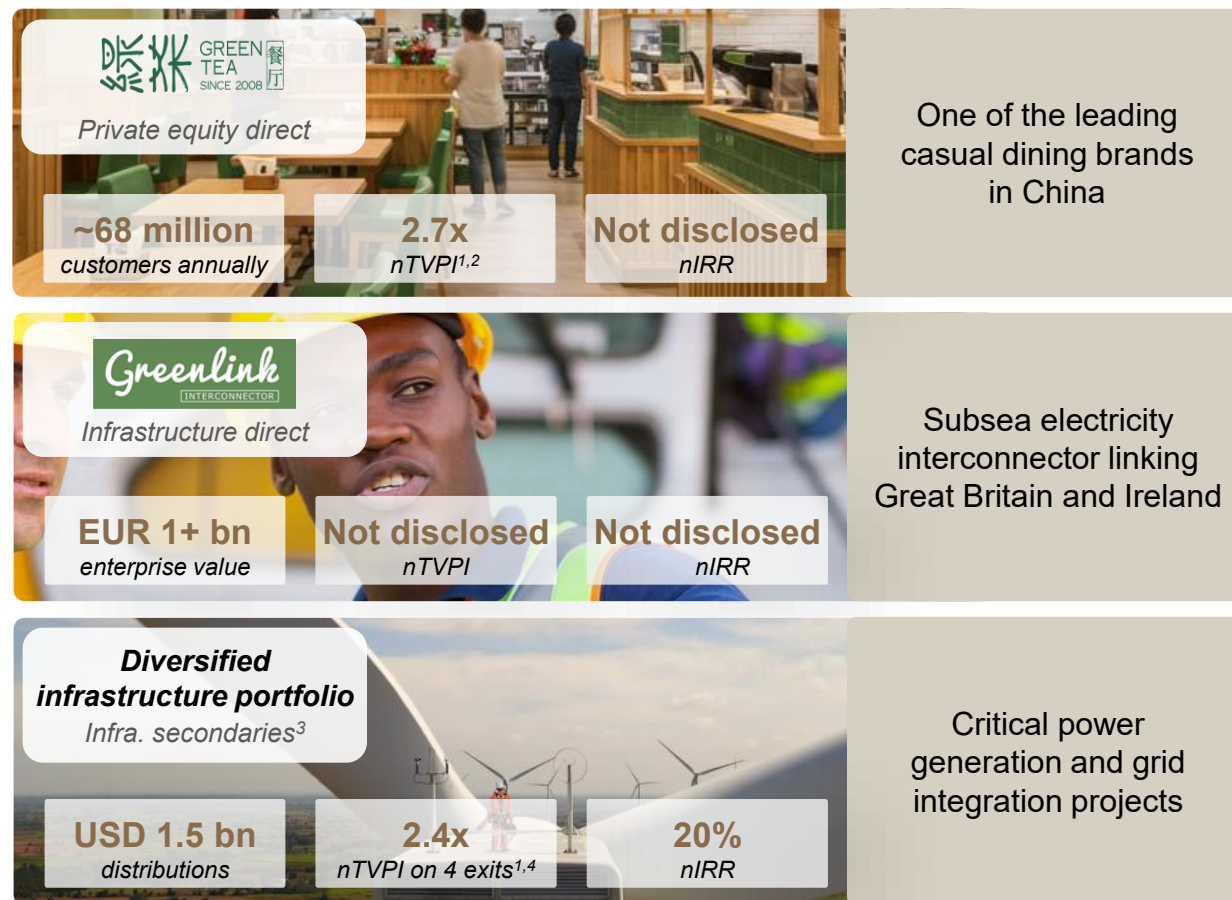 绿茶
GREEN
TEA
SINCE 2008
餐厅
Private equity direct
~68 million
customers annually
2.7x
nTVPI1,2
Not disclosed
nIRR
One of the leading
casual dining brands
in China
Greenlink
INTERCONNECTOR
Infrastructure direct
EUR 1+ bn
enterprise value
Not disclosed
nTVPI
Not disclosed
nIRR
Subsea electricity
interconnector linking
Great Britain and Ireland
Diversified
infrastructure portfolio
Infra. secondaries3
USD 1.5 bn
distributions
2.4x
nTVPI on 4 exits1,4
20%
nIRR
Critical power
generation and grid
integration projects